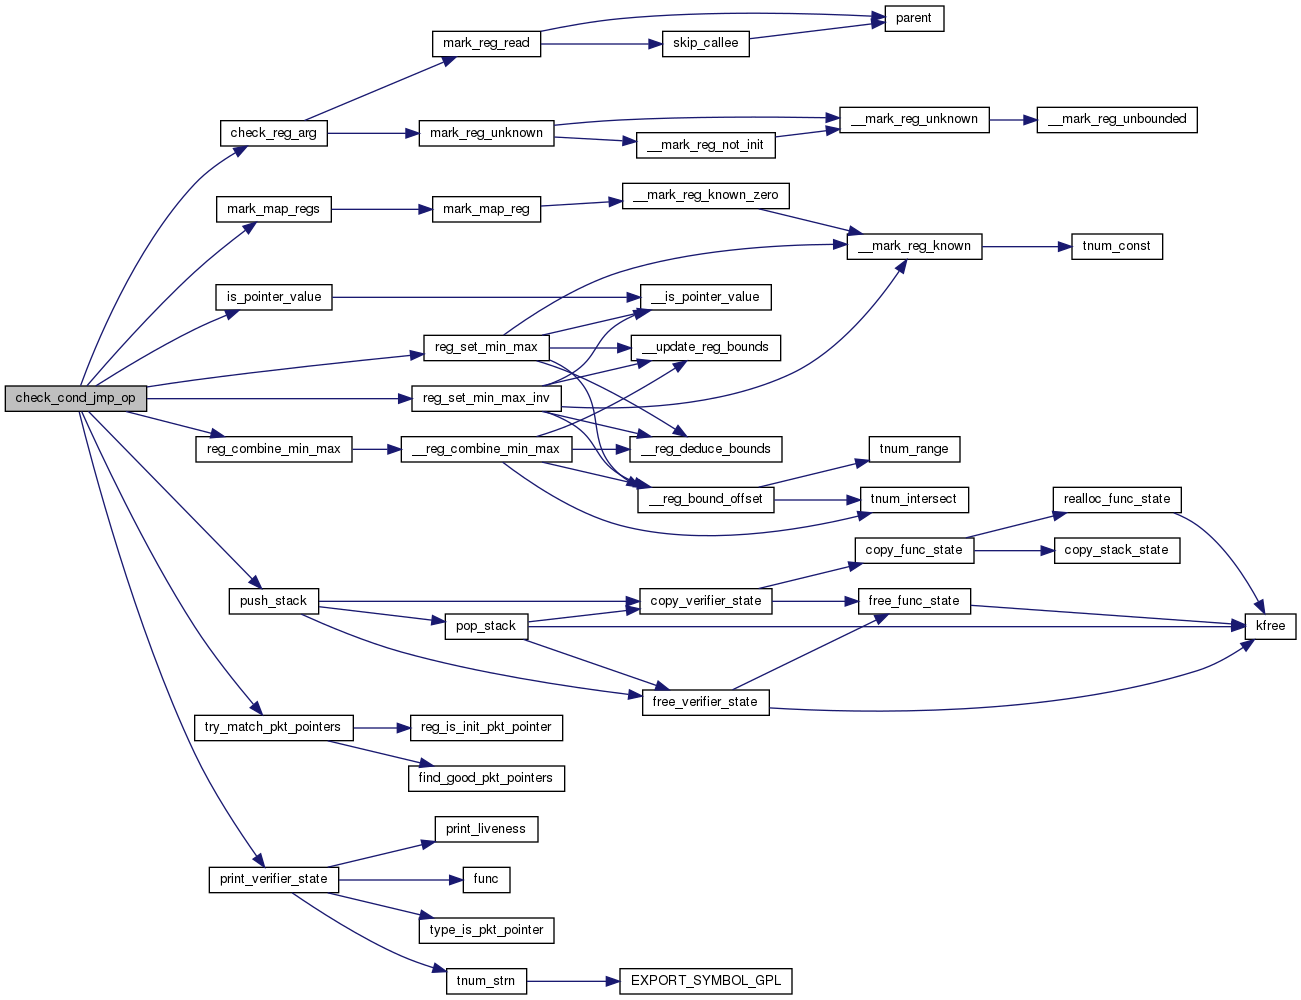 parent
mark_reg_read
skip_callee
check_reg_arg
mark_reg_unknown
__mark_reg_unknown
__mark_reg_unbounded
__mark_reg_not_init
mark_map_regs
mark_map_reg
__mark_reg_known_zero
__mark_reg_known
tnum_const
is_pointer_value
__is_pointer_value
reg_set_min_max
__update_reg_bounds
check_cond_jmp_op
reg_set_min_max_inv
reg_combine_min_max
__reg_combine_min_max
__reg_deduce_bounds
tnum_range
__reg_bound_offset
tnum_intersect
realloc_func_state
copy_func_state
copy_stack_state
push_stack
copy_verifier_state
free_func_state
pop_stack
kfree
free_verifier_state
try_match_pkt_pointers
reg_is_init_pkt_pointer
find_good_pkt_pointers
print_liveness
print_verifier_state
func
type_is_pkt_pointer
tnum_strn
EXPORT_SYMBOL_GPL